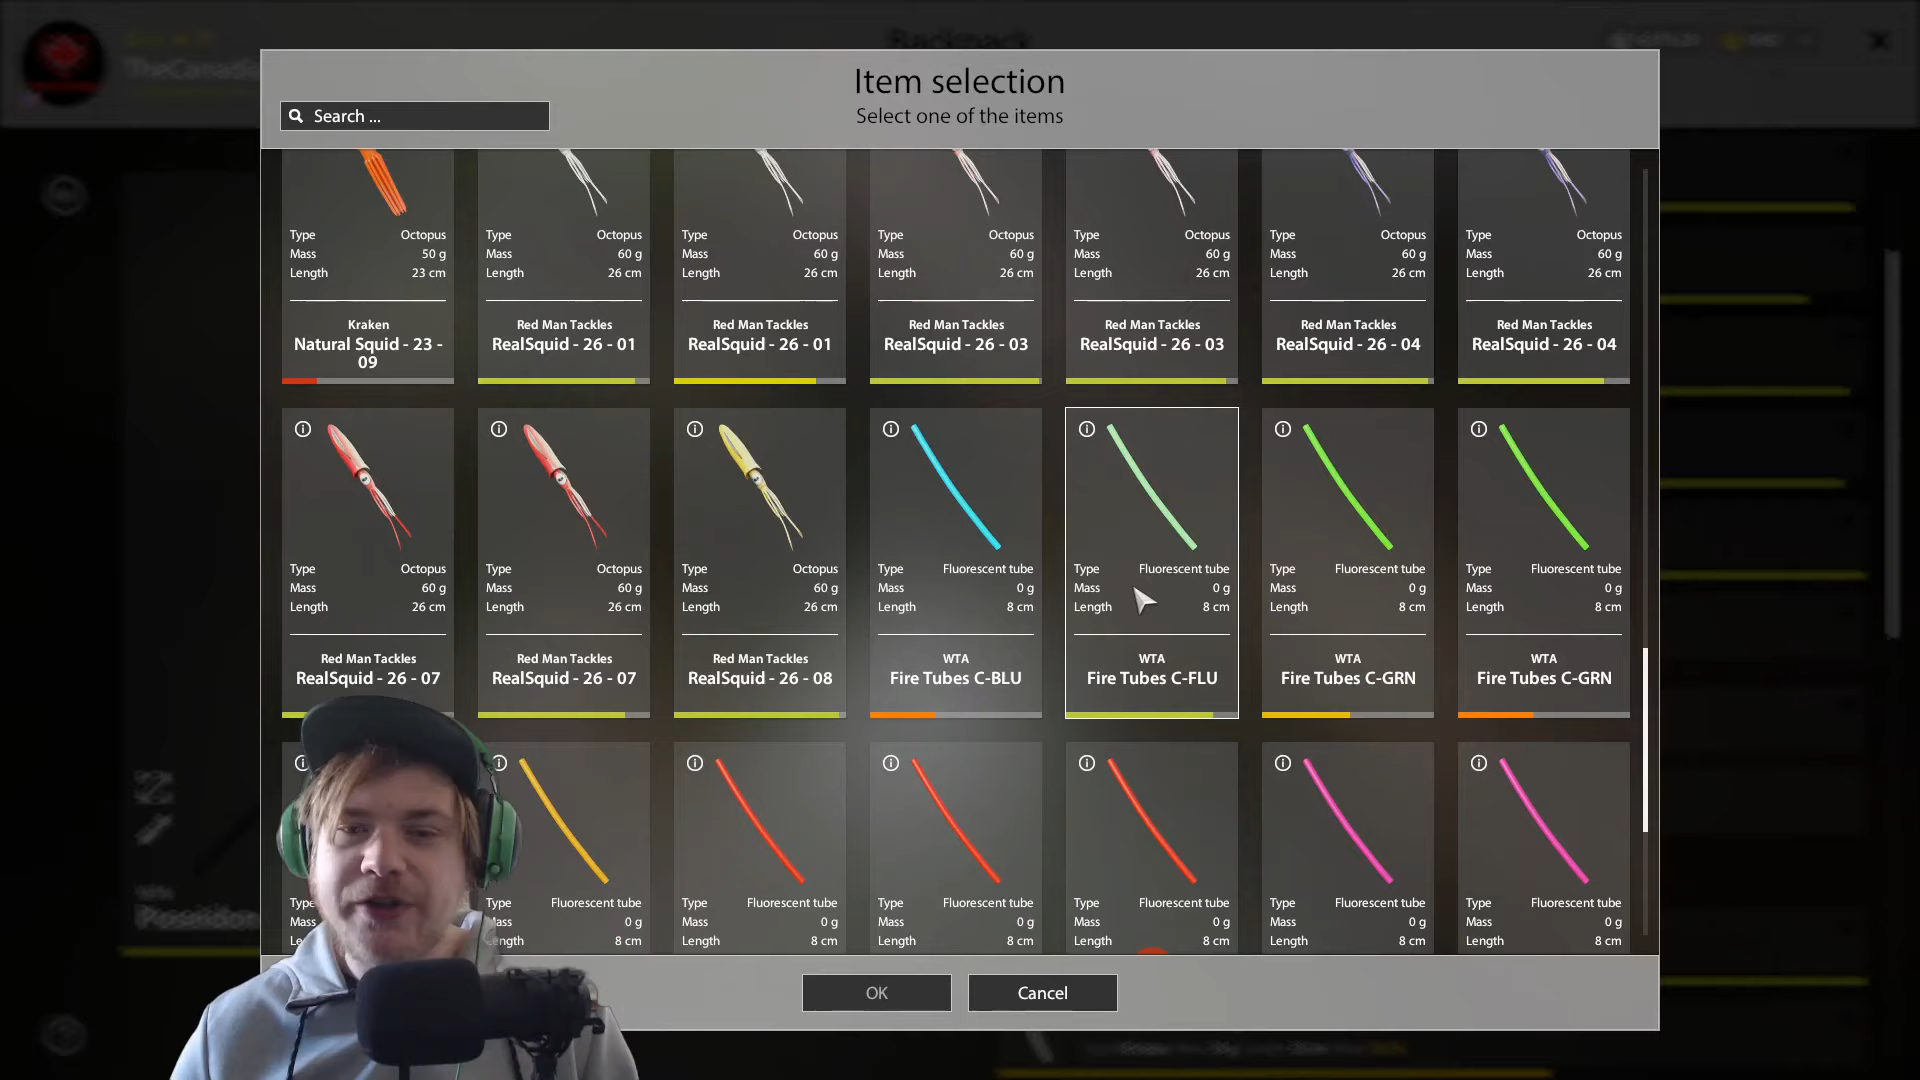 Backpack
TheCanadia
Item selection
Search ...
Select one of the items
Type Octopus
Mass 50 g
Length 23 cm
Kraken
Natural Squid - 23 -
09
Type Octopus
Mass 60 g
Length 26 cm
Red Man Tackles
RealSquid - 26 - 01
Type Octopus
Mass 60 g
Length 26 cm
Red Man Tackles
RealSquid - 26 - 01
Type Octopus
Mass 60 g
Length 26 cm
Red Man Tackles
RealSquid - 26 - 03
Type Octopus
Mass 60 g
Length 26 cm
Red Man Tackles
RealSquid - 26 - 03
Type Octopus
Mass 60 g
Length 26 cm
Red Man Tackles
RealSquid - 26 - 04
Type Octopus
Mass 60 g
Length 26 cm
Red Man Tackles
RealSquid - 26 - 04
Type Octopus
Mass 60 g
Length 26 cm
Red Man Tackles
RealSquid - 26 - 07
Type Octopus
Mass 60 g
Length 26 cm
Red Man Tackles
RealSquid - 26 - 07
Type Octopus
Mass 60 g
Length 26 cm
Red Man Tackles
RealSquid - 26 - 08
Type Fluorescent tube
Mass 0 g
Length 8 cm
WTA
Fire Tubes C-BLU
Type Fluorescent tube
Mass 0 g
Length 8 cm
WTA
Fire Tubes C-FLU
Type Fluorescent tube
Mass 0 g
Length 8 cm
WTA
Fire Tubes C-GRN
Type Fluorescent tube
Mass 0 g
Length 8 cm
WTA
Fire Tubes C-GRN
Type
Mass
Le
Type Fluorescent tube
Mass 0 g
ength 8 cm
Type Fluorescent tube
Mass 0 g
Length 8 cm
Type Fluorescent tube
Mass 0 g
Length 8 cm
Type Fluorescent tube
Mass 0 g
Length 8 cm
Type Fluorescent tube
Mass 0 g
Length 8 cm
Type Fluorescent tube
Mass 0 g
Length 8 cm
Poseidon
OK
Cancel